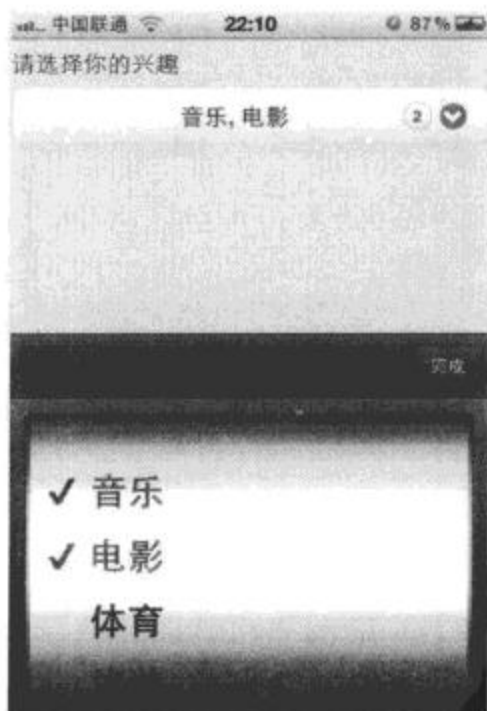 中国联通 22:10 87%
请选择你的兴趣
音乐, 电影 2
完成
✓ 音乐
✓ 电影
体育